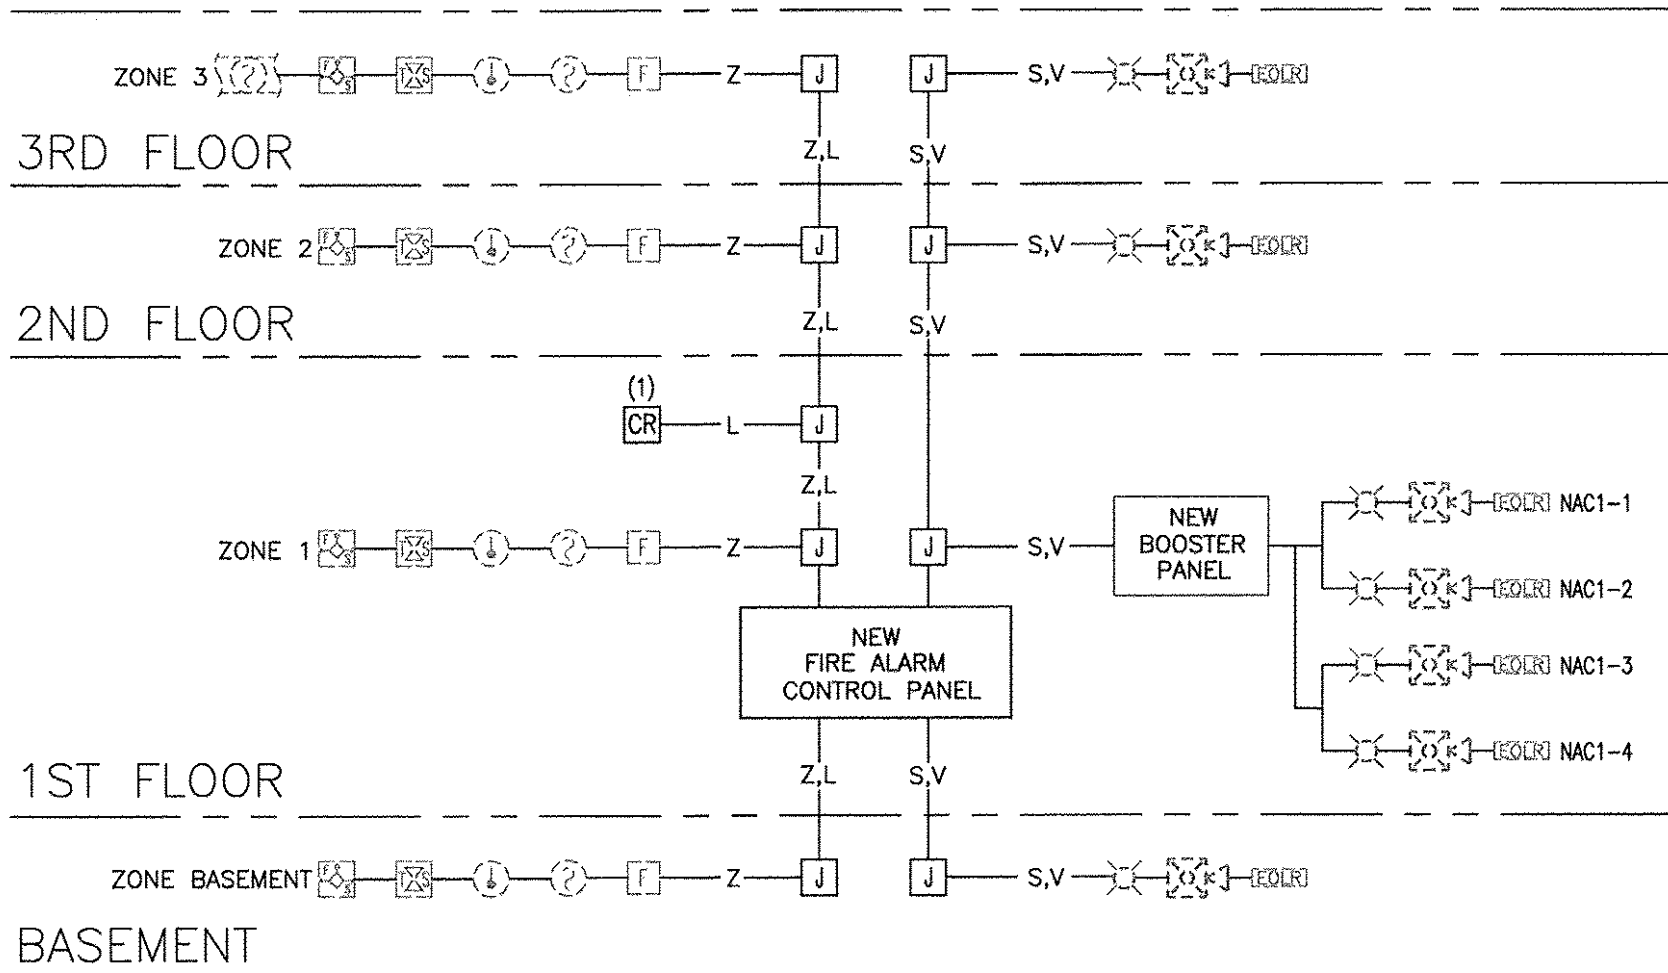 ZONE 3 F S T S F Z J J S,V K EOLR
3RD FLOOR
Z,L S,V
ZONE 2 F S T S F Z J J S,V K EOLR
2ND FLOOR
Z,L S,V
(1)
CR L J
Z,L
ZONE 1 F S T S F Z J J S,V
NEW
BOOSTER
PANEL
K EOLR NAC1-1
K EOLR NAC1-2
K EOLR NAC1-3
K EOLR NAC1-4
NEW
FIRE ALARM
CONTROL PANEL
1ST FLOOR
Z,L S,V
ZONE BASEMENT F S T S F Z J J S,V K EOLR
BASEMENT